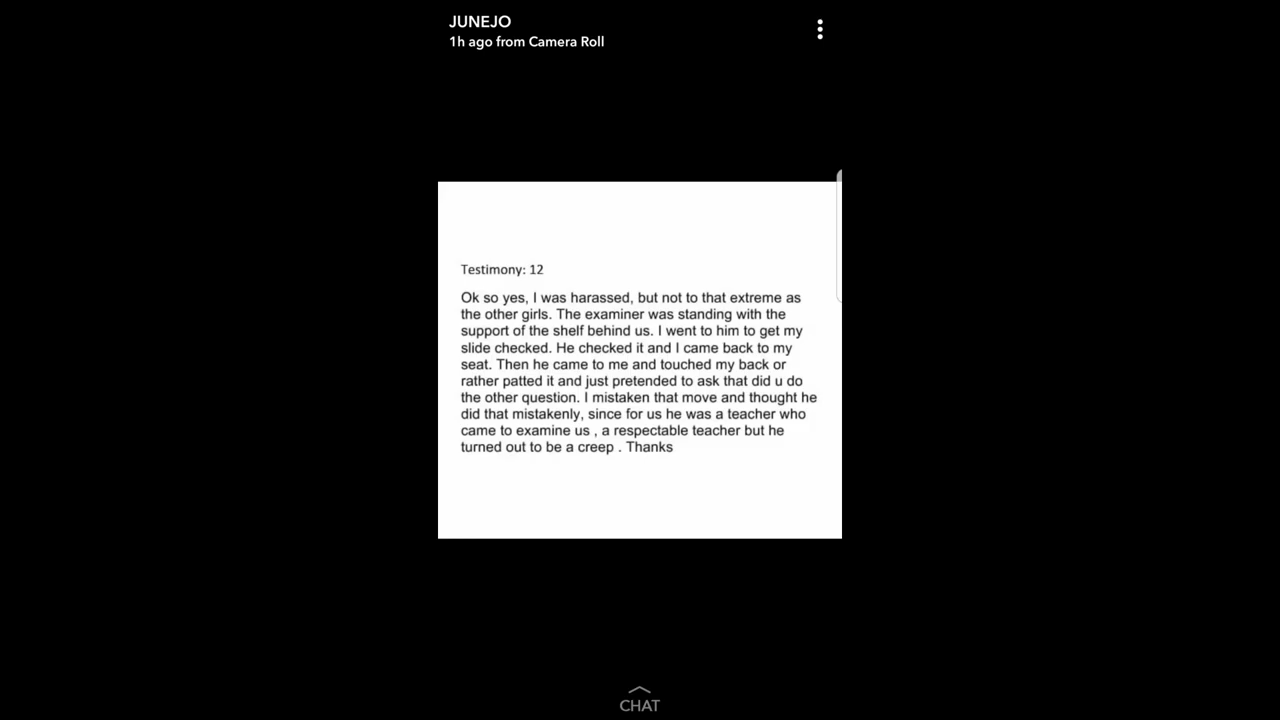 JUNEJO
1h ago from Camera Roll
Testimony: 12
Ok so yes, I was harassed, but not to that extreme as
the other girls. The examiner was standing with the
support of the shelf behind us. I went to him to get my
slide checked. He checked it and I came back to my
seat. Then he came to me and touched my back or
rather patted it and just pretended to ask that did u do
the other question. I mistaken that move and thought he
did that mistakenly, since for us he was a teacher who
came to examine us , a respectable teacher but he
turned out to be a creep . Thanks
CHAT